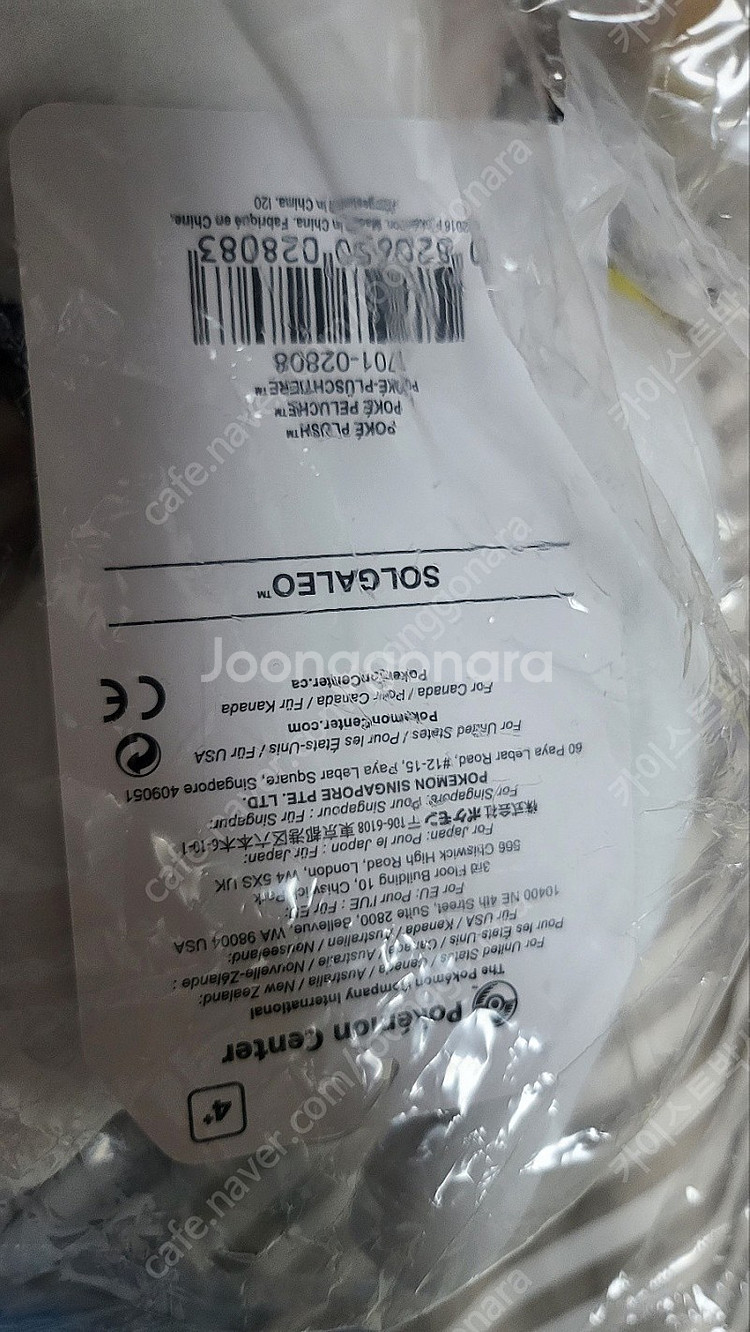 4+
Pokémon Center
The Pokémon Company International
For United States / Canada / Australia / New Zealand:
Pour les États-Unis / Canada / Australie / Nouvelle-Zélande :
Für USA / Kanada / Australien / Neuseeland:
10400 NE 4th Street, Suite 2800, Bellevue, WA 98004 USA
For EU: Pour l'UE : Für EU:
3rd Floor Building 10, Chiswick Park
566 Chiswick High Road, London, W4 5XS UK
For Japan: Pour le Japon : Für Japan:
株式会社ポケモン 〒106-6108 東京都港区六本木6-10-1
For Singapore: Pour Singapour : Für Singapur:
POKEMON SINGAPORE PTE. LTD.
60 Paya Lebar Road, #12-15, Paya Lebar Square, Singapore 409051
For United States / Pour les États-Unis / Für USA
PokemonCenter.com
For Canada / Pour Canada / Für Kanada
PokemonCenter.ca
CE
SOLGALEO™
POKÉ PLUSH™
POKÉ PELUCHE™
POKÉ-PLÜSCHTIERE™
701-02808
0 820650 028083
2016 Pokémon. Made in China. Fabriqué en Chine.
Hergestellt in China. 120
Joonggonara
cafe.naver.com/joonggonara
카이스트박